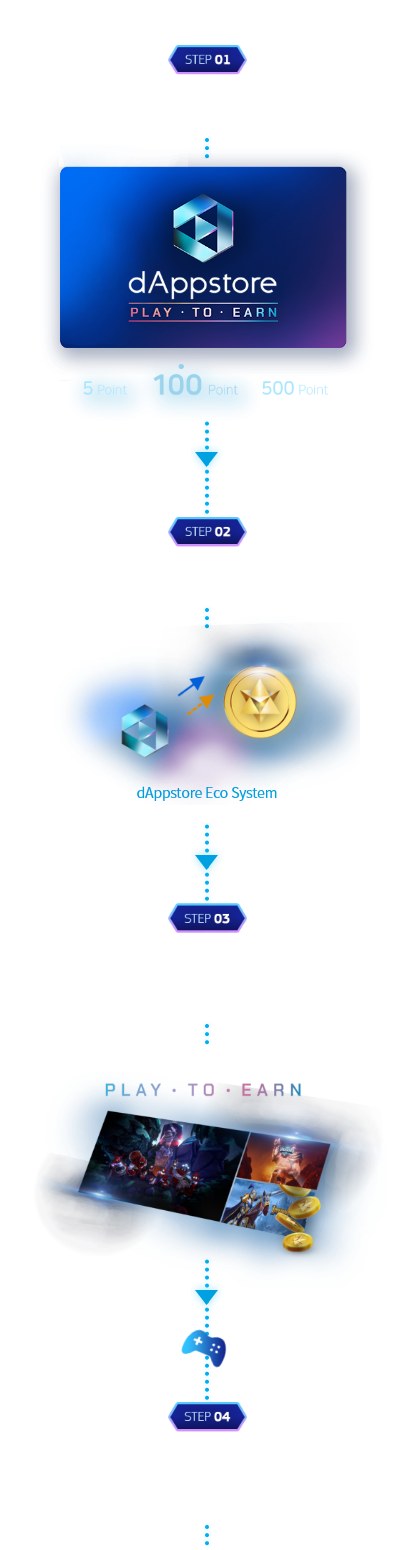 STEP 01
dAppstore
PLAY · TO · EARN
5 Point 100 Point 500 Point
STEP 02
dAppstore Eco System
STEP 03
PLAY · TO · EARN
STEP 04